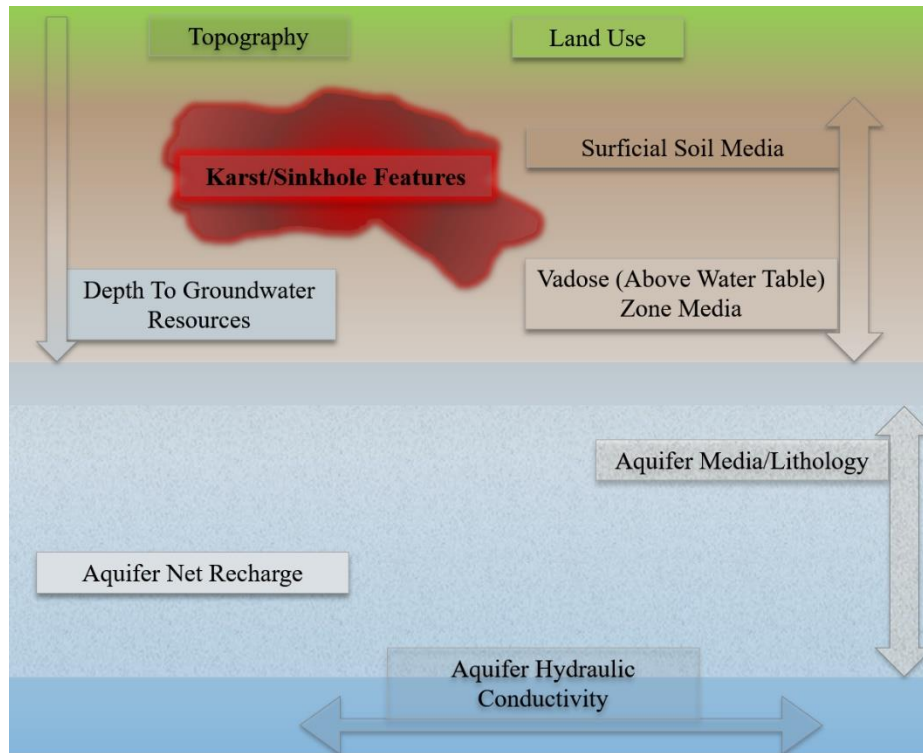 Topography
Land Use
Surficial Soil Media
Karst/Sinkhole Features
Depth To Groundwater
Resources
Vadose (Above Water Table)
Zone Media
Aquifer Media/Lithology
Aquifer Net Recharge
Aquifer Hydraulic
Conductivity